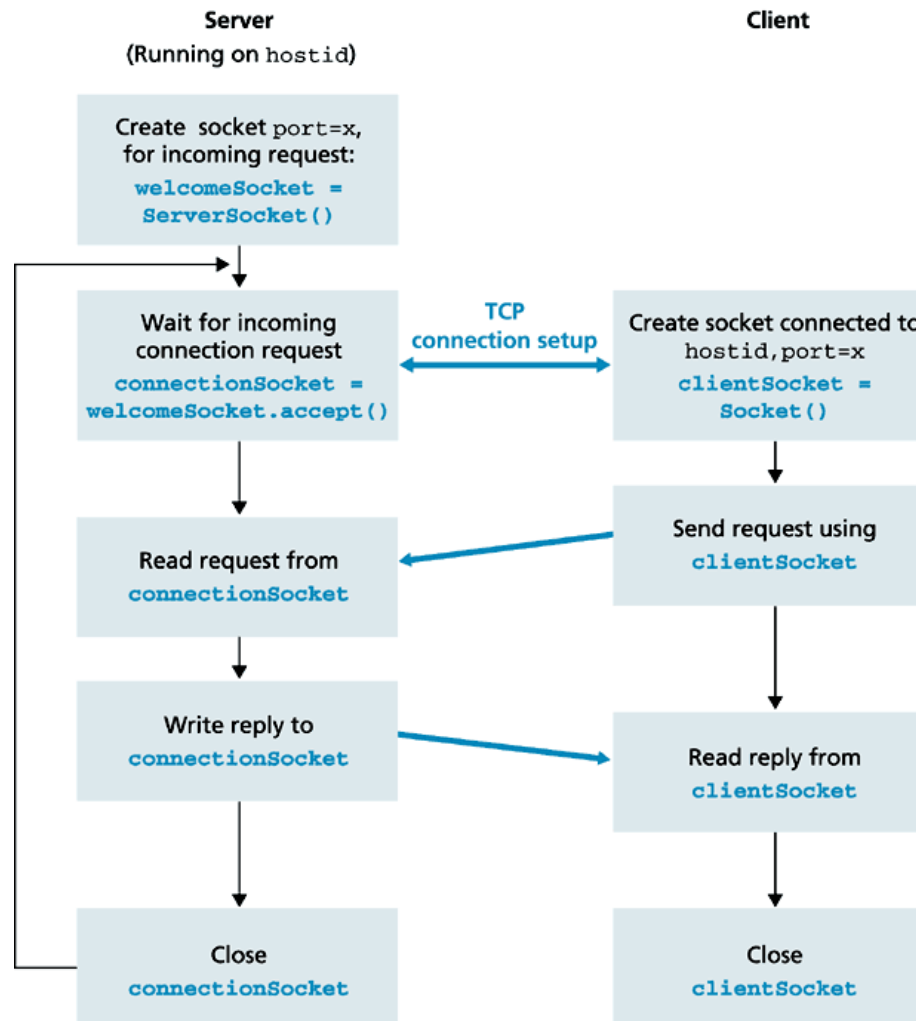 Server
(Running on hostid)
Client
Create socket port=x,
for incoming request:
welcomeSocket =
ServerSocket()
Wait for incoming
connection request
connectionSocket =
welcomeSocket.accept()
TCP
connection setup
Create socket connected to
hostid,port=x
clientSocket =
Socket()
Send request using
clientSocket
Read request from
connectionSocket
Write reply to
connectionSocket
Read reply from
clientSocket
Close
connectionSocket
Close
clientSocket